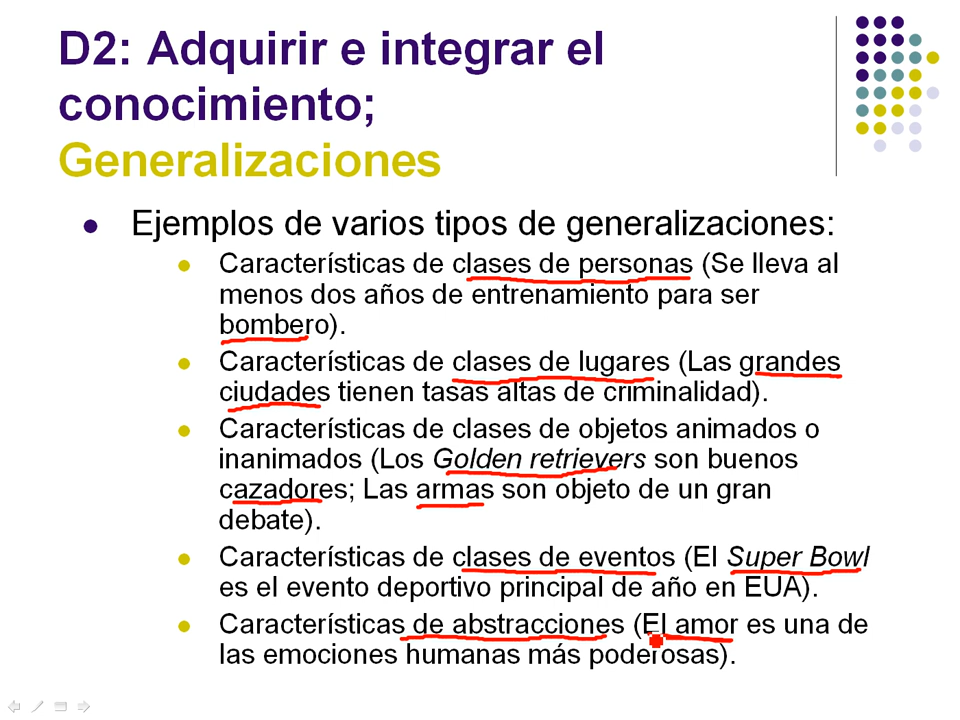 D2: Adquirir e integrar el
conocimiento;
Generalizaciones
Ejemplos de varios tipos de generalizaciones:
Características de clases de personas (Se lleva al
menos dos años de entrenamiento para ser
bombero).
Características de clases de lugares (Las grandes
ciudades tienen tasas altas de criminalidad).
Características de clases de objetos animados o
inanimados (Los Golden retrievers son buenos
cazadores; Las armas son objeto de un gran
debate).
Características de clases de eventos (El Super Bowl
es el evento deportivo principal de año en EUA).
Características de abstracciones (El amor es una de
las emociones humanas más poderosas).